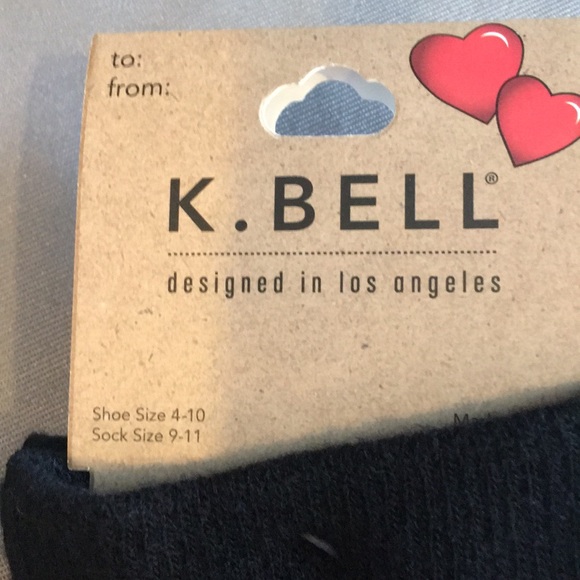 to:
from:
K.BELL®
designed in los angeles
Shoe Size 4-10
Sock Size 9-11